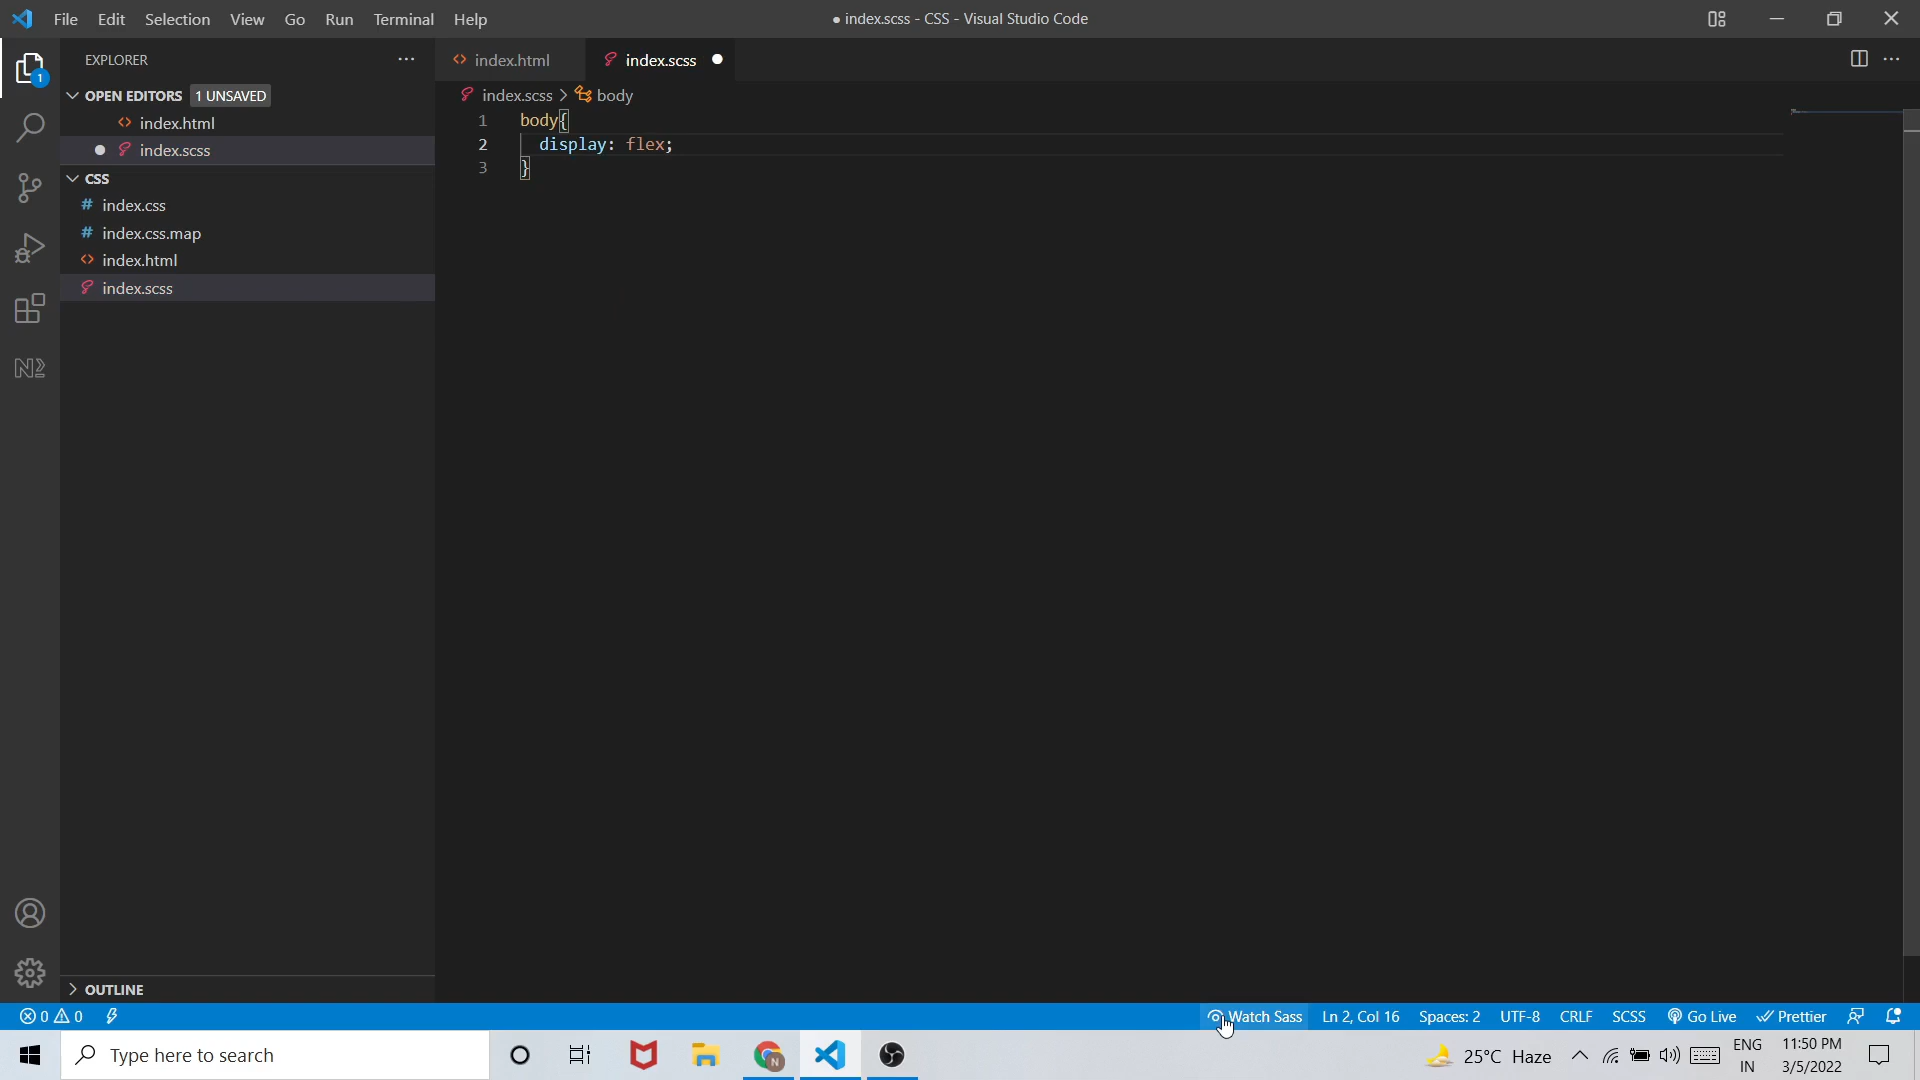 File Edit Selection View Go Run Terminal Help
● index.scss - CSS - Visual Studio Code
EXPLORER
1
OPEN EDITORS 1 UNSAVED
index.html
index.scss
CSS
index.css
index.css.map
index.html
index.scss
OUTLINE
index.html index.scss
index.scss > body
1 body{
2 display: flex;
3 }
0 0
Watch Sass Ln 2, Col 16 Spaces: 2 UTF-8 CRLF SCSS Go Live Prettier
Type here to search
N
25°C Haze
ENG
IN
11:50 PM
3/5/2022